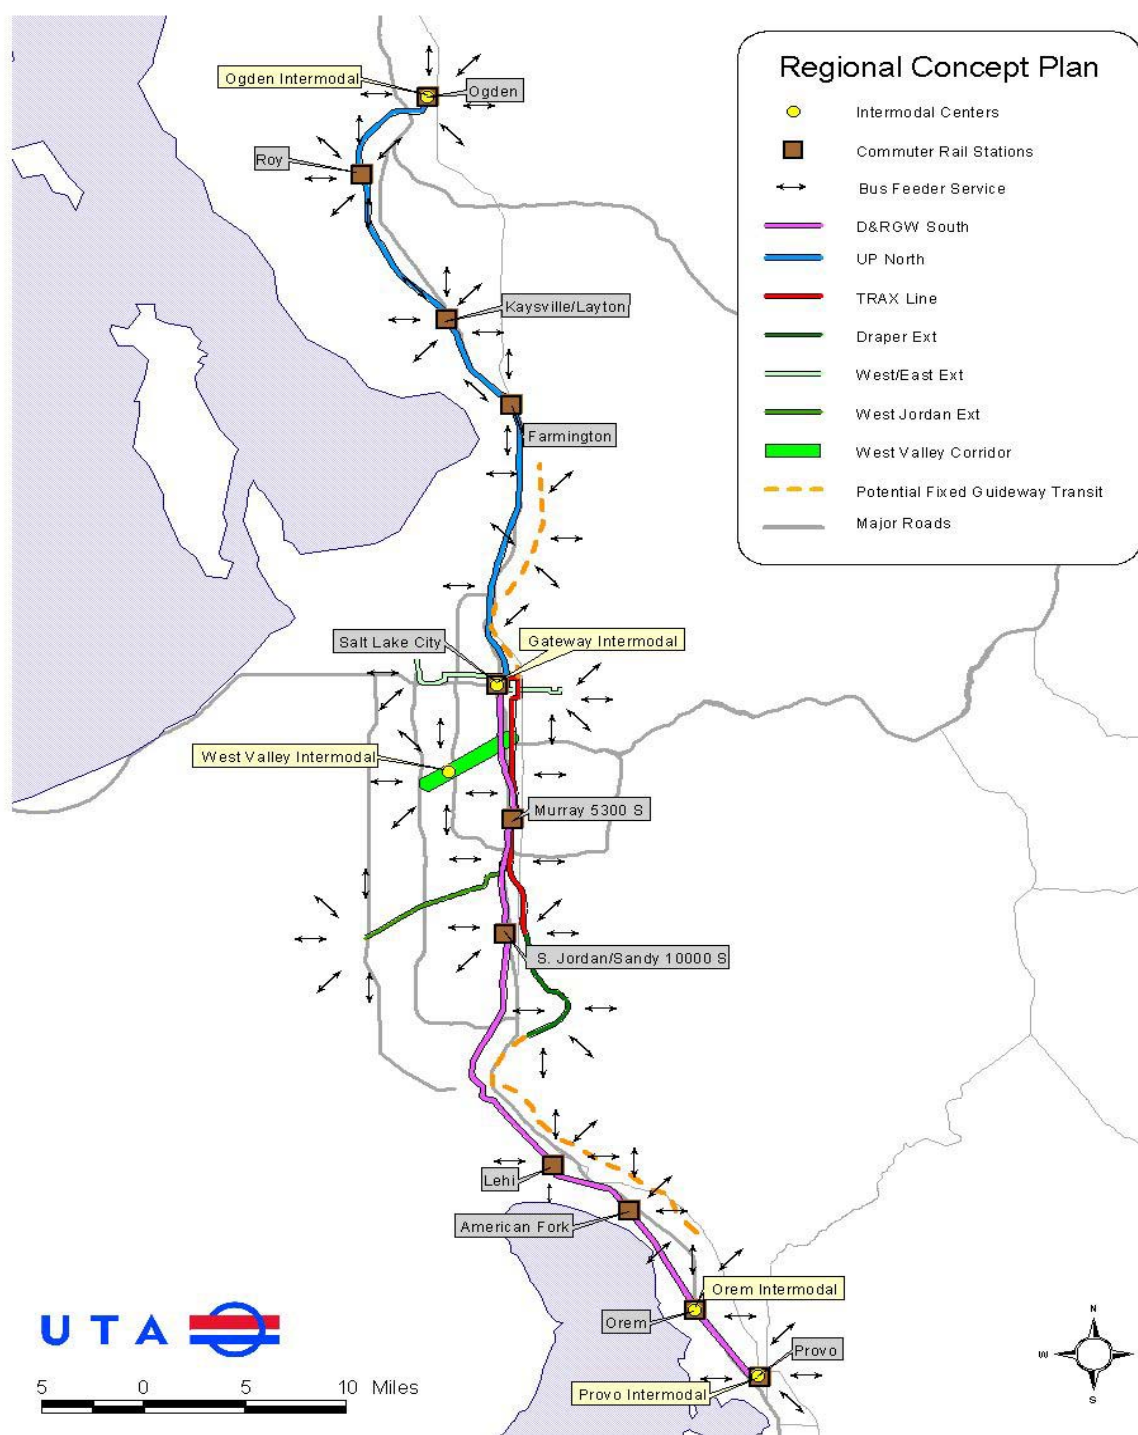 Regional Concept Plan
Intermodal Centers
Commuter Rail Stations
Bus Feeder Service
D&RGW South
UP North
TRAX Line
Draper Ext
West/East Ext
West Jordan Ext
West Valley Corridor
Potential Fixed Guideway Transit
Major Roads
Ogden Intermodal
Ogden
Roy
Kaysville/Layton
Farmington
Salt Lake City
Gateway Intermodal
West Valley Intermodal
Murray 5300 S
S. Jordan/Sandy 10000 S
Lehi
American Fork
Orem Intermodal
Orem
Provo
Provo Intermodal
UTA
5 0 5 10 Miles
N
W E
S